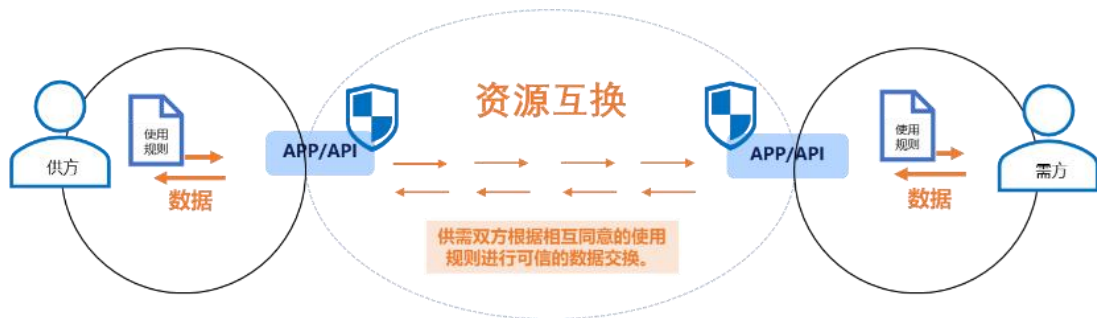 资源互换
使用
规则
供方
数据
APP/API
供需双方根据相互同意的使用
规则进行可信的数据交换。
APP/API
使用
规则
需方
数据